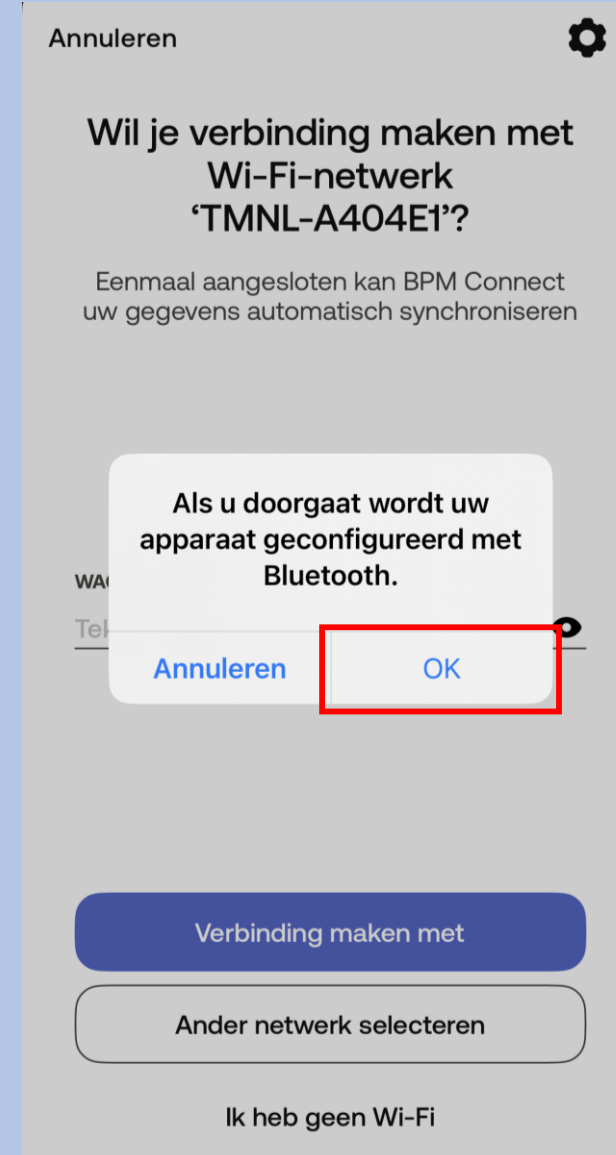 Annuleren
Wil je verbinding maken met
Wi-Fi-netwerk
‘TMNL-A404E1’?
Eenmaal aangesloten kan BPM Connect
uw gegevens automatisch synchroniseren
Als u doorgaat wordt uw
apparaat geconfigureerd met
Bluetooth.
Annuleren OK
Verbinding maken met
Ander netwerk selecteren
Ik heb geen Wi-Fi